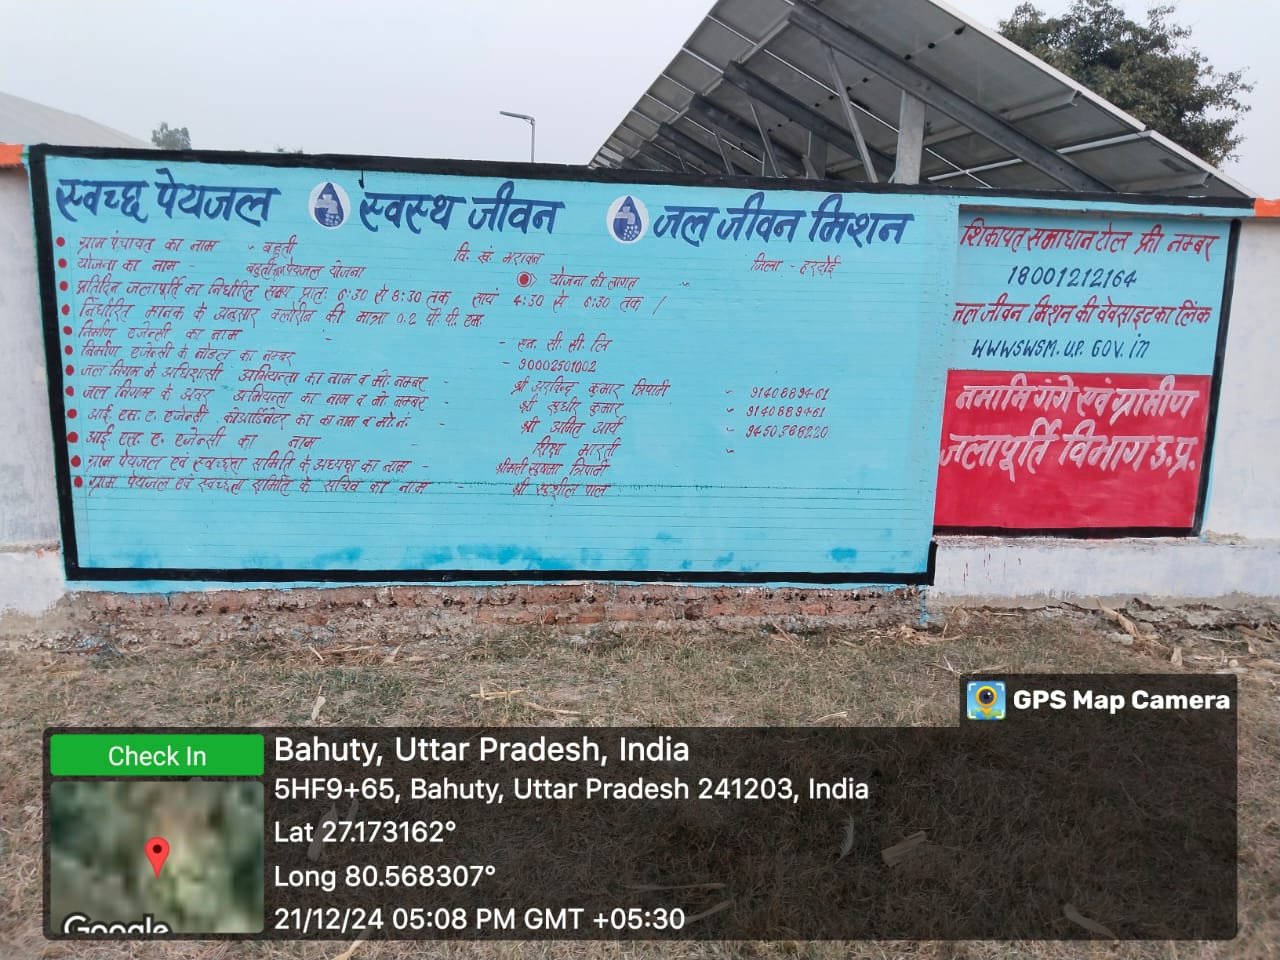 स्वच्छ पेयजल स्वस्थ जीवन जल जीवन मिशन
ग्राम पंचायत का नाम - बहुती वि. खं. भरावन जिला - हरदोई
योजना का नाम - बहुती पेयजल योजना योजना की लागत -
प्रतिदिन जलापूर्ति का निर्धारित समय प्रातः 6:30 से 8:30 तक सायं 4:30 से 6:30 तक /
निर्धारित मानक के अनुसार क्लोरीन की मात्रा 0.2 पी. पी. एम.
निर्माण एजेन्सी का नाम - - एन. सी. सी. लि
निर्माण एजेन्सी के नोडल का नम्बर - 90002501002
जल निगम के अधिशासी अभियन्ता का नाम व मो. नम्बर - श्री अरविन्द कुमार त्रिपाठी - 9140889461
जल निगम के अवर अभियन्ता का नाम व मो नम्बर - श्री सुधीर कुमार - 9140889461
आई. एस. ए. एजेन्सी कोआर्डिनेटर का का नाम व मो.नं: - श्री अमित आर्य - 9450368220
आई. एस. ए. एजेन्सी का नाम - शिक्षा भारती -
ग्राम पेयजल एवं स्वच्छता समिति के अध्यक्ष का नाम - श्रीमती सुषमा त्रिपाठी
ग्राम पेयजल एवं स्वच्छता समिति के सचिव का नाम - श्री सुशील पाल
शिकायत समाधान टोल फ्री नम्बर
18001212164
जल जीवन मिशन की वेबसाइट का लिंक
WWWSWSM.UP.GOV.in
नमामि गंगे एवं ग्रामीण
जलापूर्ति विभाग उ.प्र.
GPS Map Camera
Check In
Bahuty, Uttar Pradesh, India
5HF9+65, Bahuty, Uttar Pradesh 241203, India
Lat 27.173162°
Long 80.568307°
21/12/24 05:08 PM GMT +05:30
Google